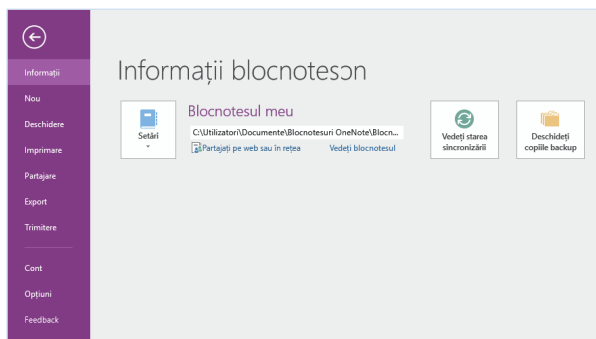 Informații
Nou
Deschidere
Imprimare
Partajare
Export
Trimitere
Cont
Opțiuni
Feedback
Informații blocnotesɔn
Setări
Blocnotesul meu
C:\Utilizatori\Documente\Blocnotesuri OneNote\Blocn...
Partajați pe web sau în rețea Vedeți blocnotesul
Vedeți starea
sincronizării
Deschideți
copiile backup